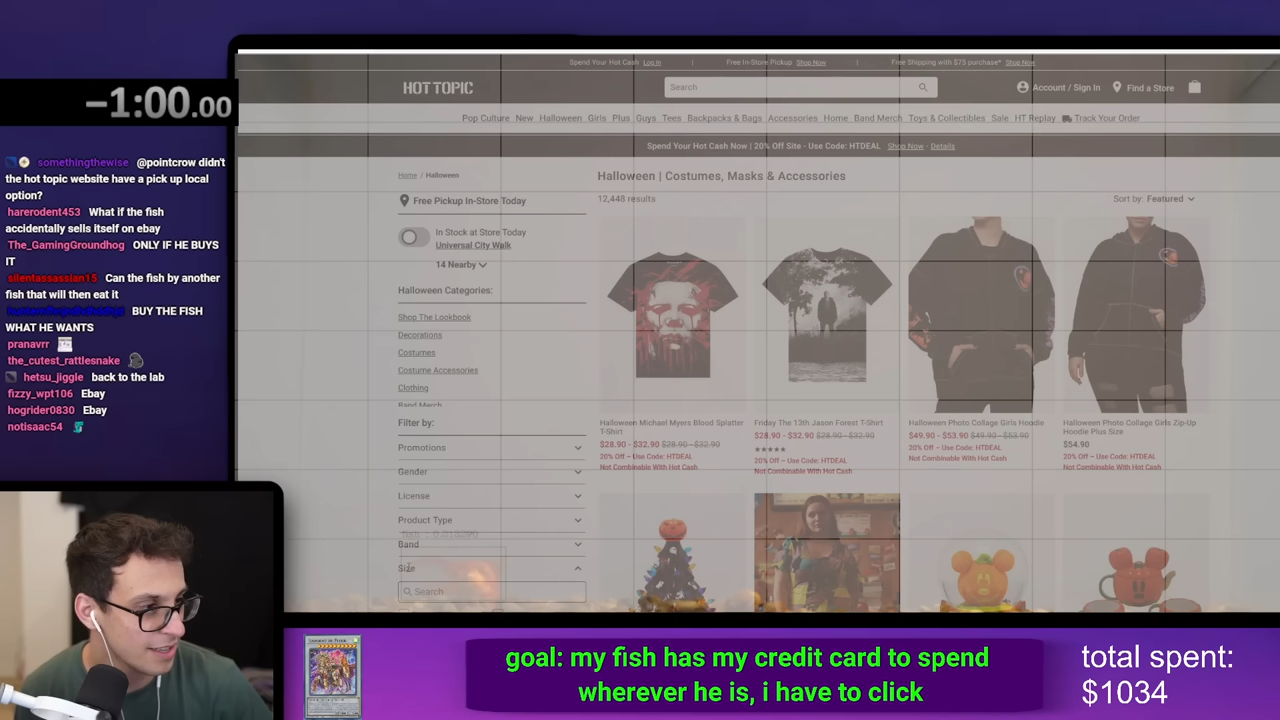 Spend Your Hot Cash Log In | Free In-Store Pickup Shop Now | Free Shipping with $75 purchase* Shop Now
HOT TOPIC
Search
Account / Sign In
Find a Store
Pop Culture New Halloween Girls Plus Guys Tees Backpacks & Bags Accessories Home Band Merch Toys & Collectibles Sale HT Replay Track Your Order
Spend Your Hot Cash Now | 20% Off Site - Use Code: HTDEAL Shop Now - Details
-1:00.00
somethingthewise @pointcrow didn't
the hot topic website have a pick up local
option?
harerodent453 What if the fish
accidentally sells itself on ebay
The_GamingGroundhog ONLY IF HE BUYS
IT
silentassassian15 Can the fish by another
fish that will then eat it
BUY THE FISH
WHAT HE WANTS
pranavrr
the_cutest_rattlesnake
hetsu_jiggle back to the lab
fizzy_wpt106 Ebay
hogrider0830 Ebay
notisaac54
Home / Halloween
Free Pickup In-Store Today
In Stock at Store Today
Universal City Walk
14 Nearby
Halloween Categories:
Shop The Lookbook
Decorations
Costumes
Costume Accessories
Clothing
Band Merch
Filter by:
Promotions
Gender
License
Product Type
Band
Size
Search
Halloween | Costumes, Masks & Accessories
12,448 results
Sort by: Featured
Halloween Michael Myers Blood Splatter
T-Shirt
$28.90 - $32.90 $28.90 - $32.90
20% Off – Use Code: HTDEAL
Not Combinable With Hot Cash
Friday The 13th Jason Forest T-Shirt
$28.90 - $32.90 $28.90 - $32.90
20% Off – Use Code: HTDEAL
Not Combinable With Hot Cash
Halloween Photo Collage Girls Hoodie
$49.90 - $53.90 $49.90 - $53.90
20% Off – Use Code: HTDEAL
Not Combinable With Hot Cash
Halloween Photo Collage Girls Zip-Up
Hoodie Plus Size
$54.90
20% Off – Use Code: HTDEAL
Not Combinable With Hot Cash
goal: my fish has my credit card to spend
wherever he is, i have to click
total spent:
$1034